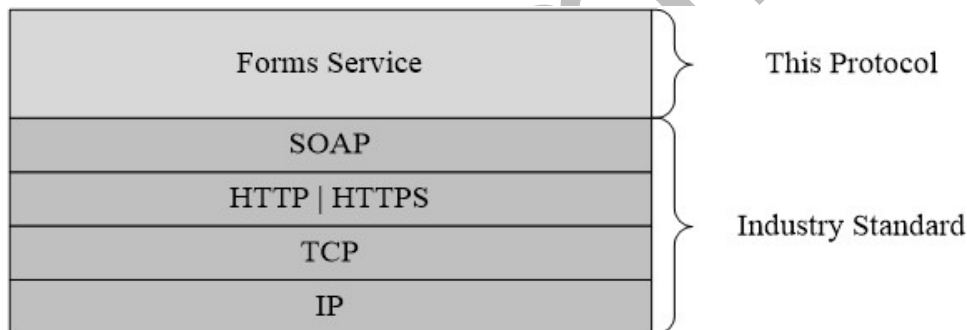 Forms Service
This Protocol
SOAP
HTTP | HTTPS
Industry Standard
TCP
IP